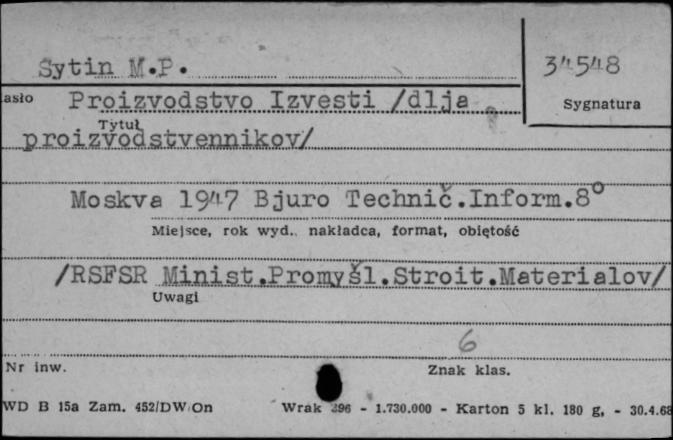 Sytin M.P.
34548
asło Proizvodstvo Izvesti /dlja
Sygnatura
Tytuł
proizvodstvennikov/
Moskva 1947 Bjuro Technič.Inform.8°
Miejsce, rok wyd., nakładca, format, objętość
/RSFSR Minist.Promyšl.Stroit.Materialov/
Uwagi
6
Nr inw.
Znak klas.
WD B 15a Zam. 452/DW On Wrak - 1.730.000 - Karton 5 kl. 180 g, - 30.4.68